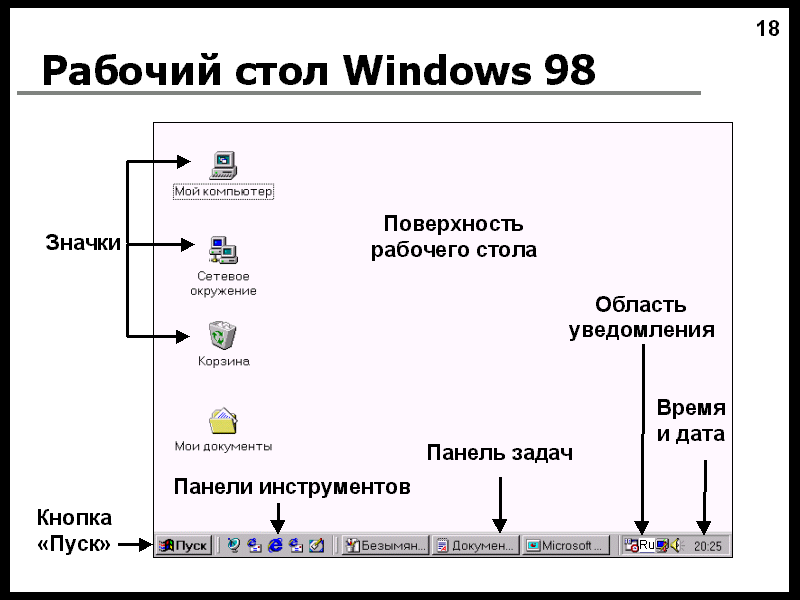 18
Рабочий стол Windows 98
Мой компьютер
Значки
Поверхность
рабочего стола
Сетевое
окружение
Область
уведомления
Корзина
Время
и дата
Мои документы
Панель задач
Панели инструментов
Кнопка
«Пуск»
Пуск
Безымян...
Докумен...
Microsoft ...
Ru
20:25